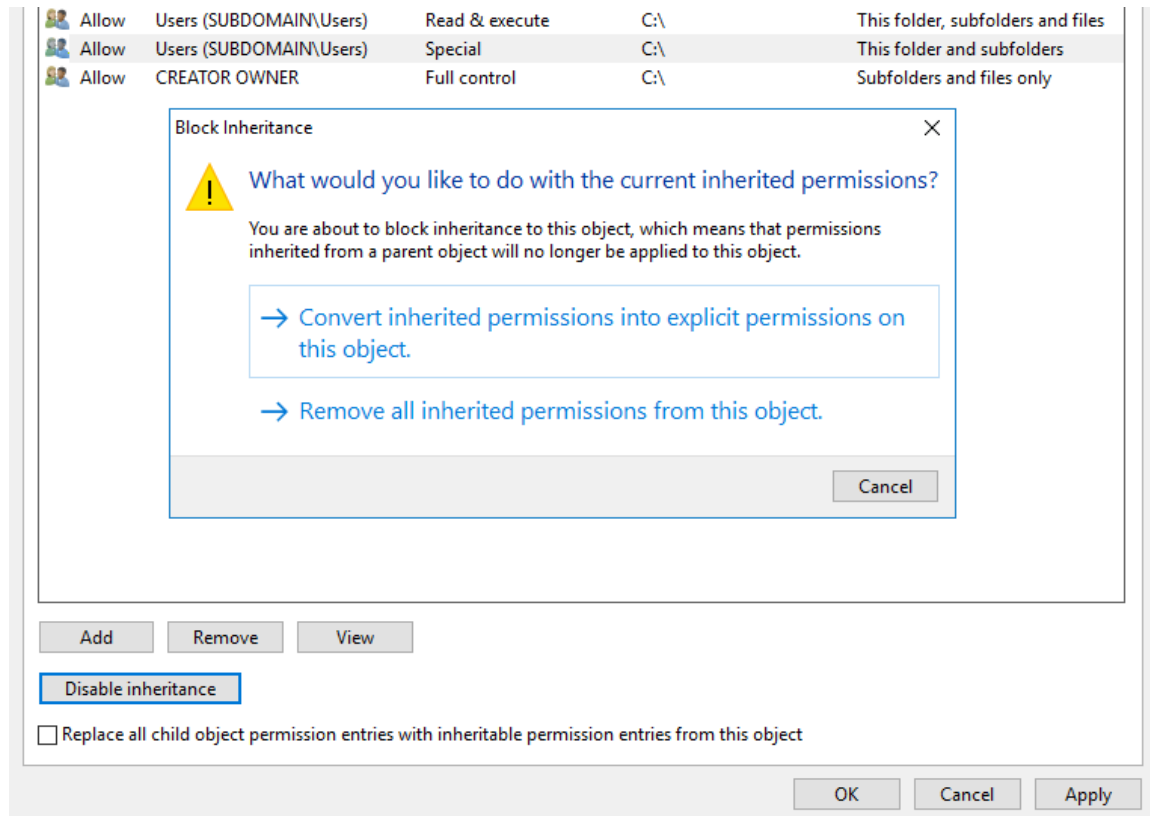 Allow Users (SUBDOMAIN\Users) Read & execute C:\ This folder, subfolders and files
Allow Users (SUBDOMAIN\Users) Special C:\ This folder and subfolders
Allow CREATOR OWNER Full control C:\ Subfolders and files only
Block Inheritance
What would you like to do with the current inherited permissions?
You are about to block inheritance to this object, which means that permissions
inherited from a parent object will no longer be applied to this object.
Convert inherited permissions into explicit permissions on
this object.
Remove all inherited permissions from this object.
Cancel
Add Remove View
Disable inheritance
Replace all child object permission entries with inheritable permission entries from this object
OK Cancel Apply